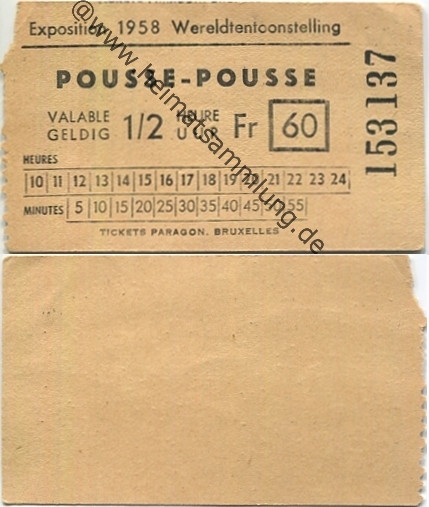 Exposition 1958 Wereldtentoonstelling
POUSSE-POUSSE
VALABLE GELDIG 1/2 HEURE UUR Fr 60
153137
HEURES
10 11 12 13 14 15 16 17 18 19 20 21 22 23 24
MINUTES 5 10 15 20 25 30 35 40 45 50 55
TICKETS PARAGON, BRUXELLES
@www.heimatsammlung.de